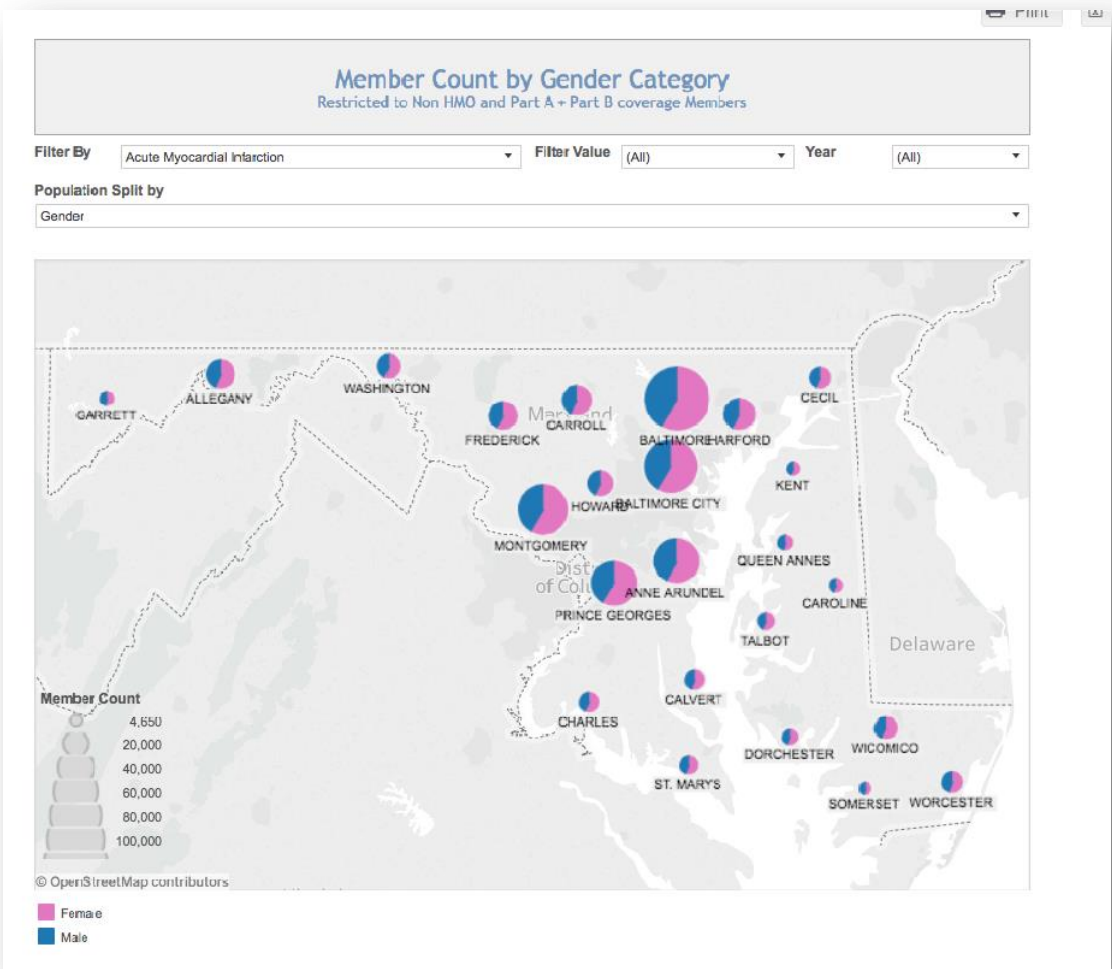 Print
Member Count by Gender Category
Restricted to Non HMO and Part A + Part B coverage Members
Filter By Acute Myocardial Infarction Filter Value (All) Year (All)
Population Split by
Gender
GARRETT
ALLEGANY
WASHINGTON
FREDERICK
Maryland
CARROLL
BALTIMORE
HARFORD
CECIL
KENT
HOWARD
BALTIMORE CITY
MONTGOMERY
QUEEN ANNES
District
of Colu
ANNE ARUNDEL
PRINCE GEORGES
CAROLINE
TALBOT
Delaware
CALVERT
CHARLES
DORCHESTER
WICOMICO
ST. MARY'S
SOMERSET
WORCESTER
Member Count
4,650
20,000
40,000
60,000
80,000
100,000
© OpenStreetMap contributors
Female
Male